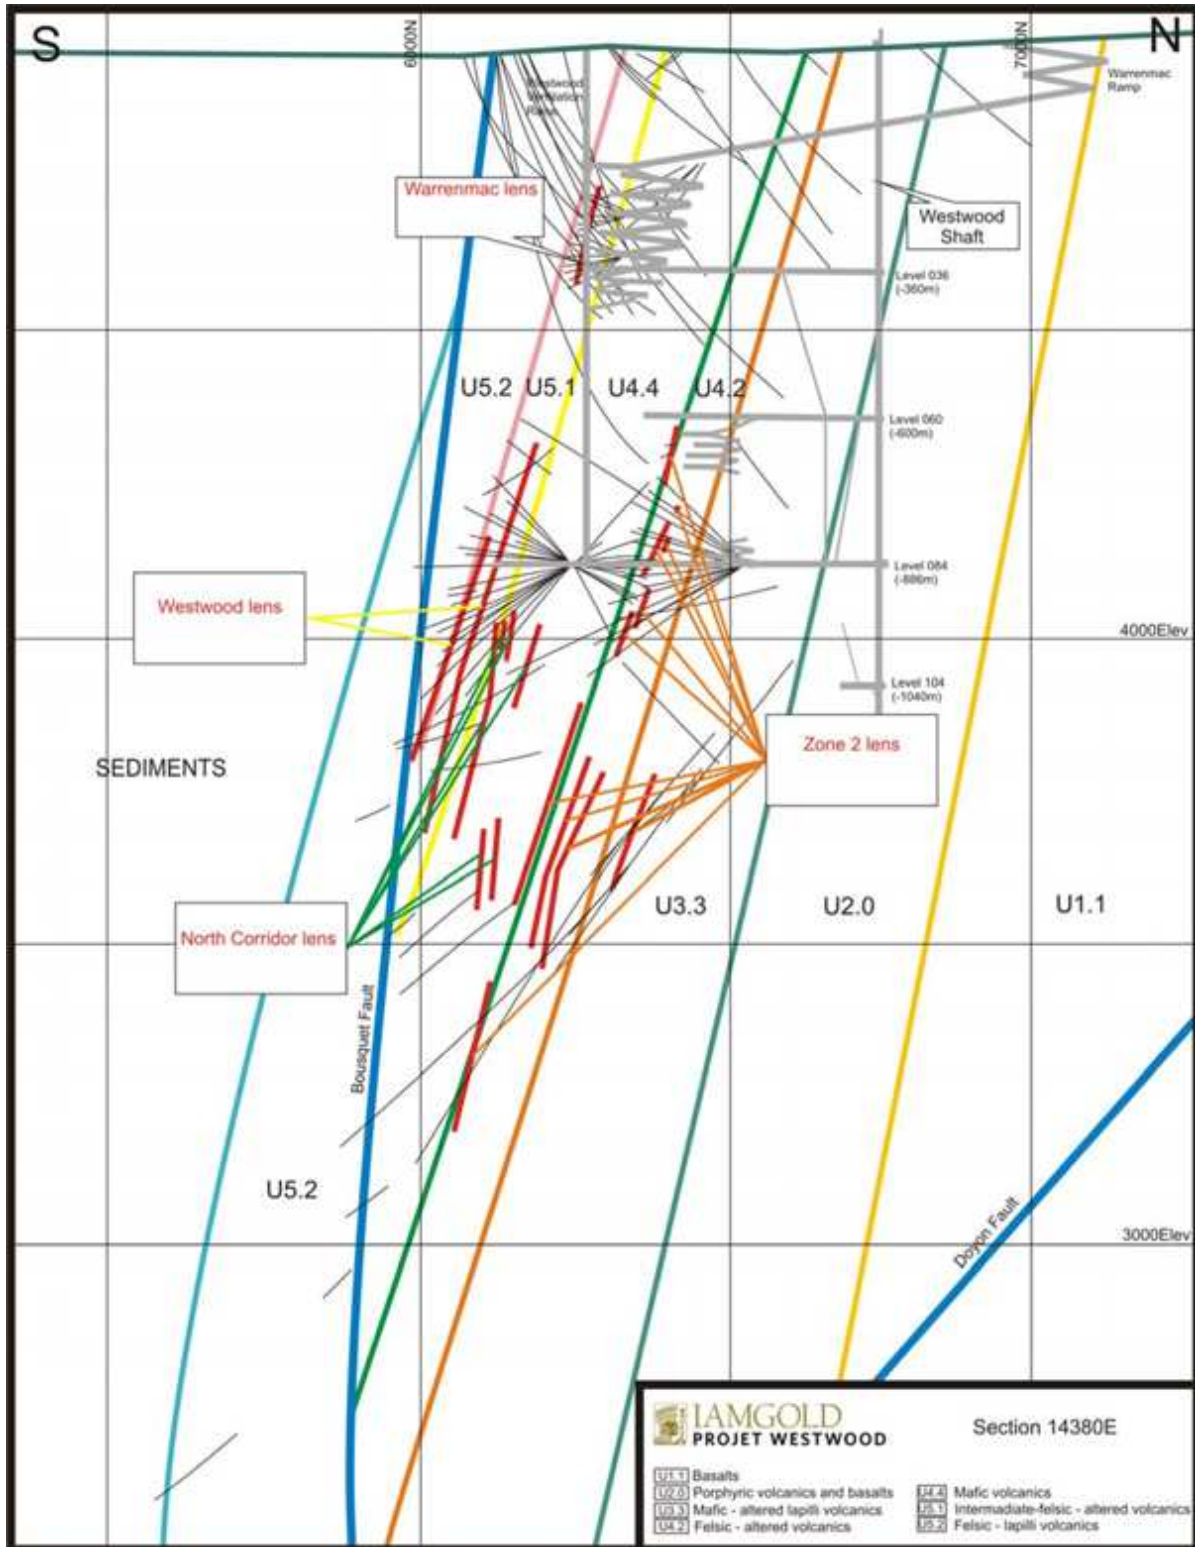 S
6000N
7000N
N
Westwood
Ventilation
Raise
Warrenmac
Ramp
Warrenmac lens
Westwood
Shaft
Level 036
(-360m)
U5.2
U5.1
U4.4
U4.2
Level 060
(-600m)
Level 084
(-886m)
Westwood lens
4000Elev
Level 104
(-1040m)
Zone 2 lens
SEDIMENTS
U3.3
U2.0
U1.1
North Corridor lens
Bousquet Fault
U5.2
Doyon Fault
3000Elev
IAMGOLD
PROJET WESTWOOD
Section 14380E
U1.1 Basalts
U2.0 Porphyric volcanics and basalts
U3.3 Mafic - altered lapilli volcanics
U4.2 Felsic - altered volcanics
U4.4 Mafic volcanics
U5.1 Intermadiate-felsic - altered volcanics
U5.2 Felsic - lapilli volcanics